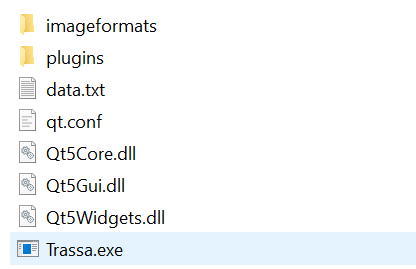 imageformats
plugins
data.txt
qt.conf
Qt5Core.dll
Qt5Gui.dll
Qt5Widgets.dll
Trassa.exe